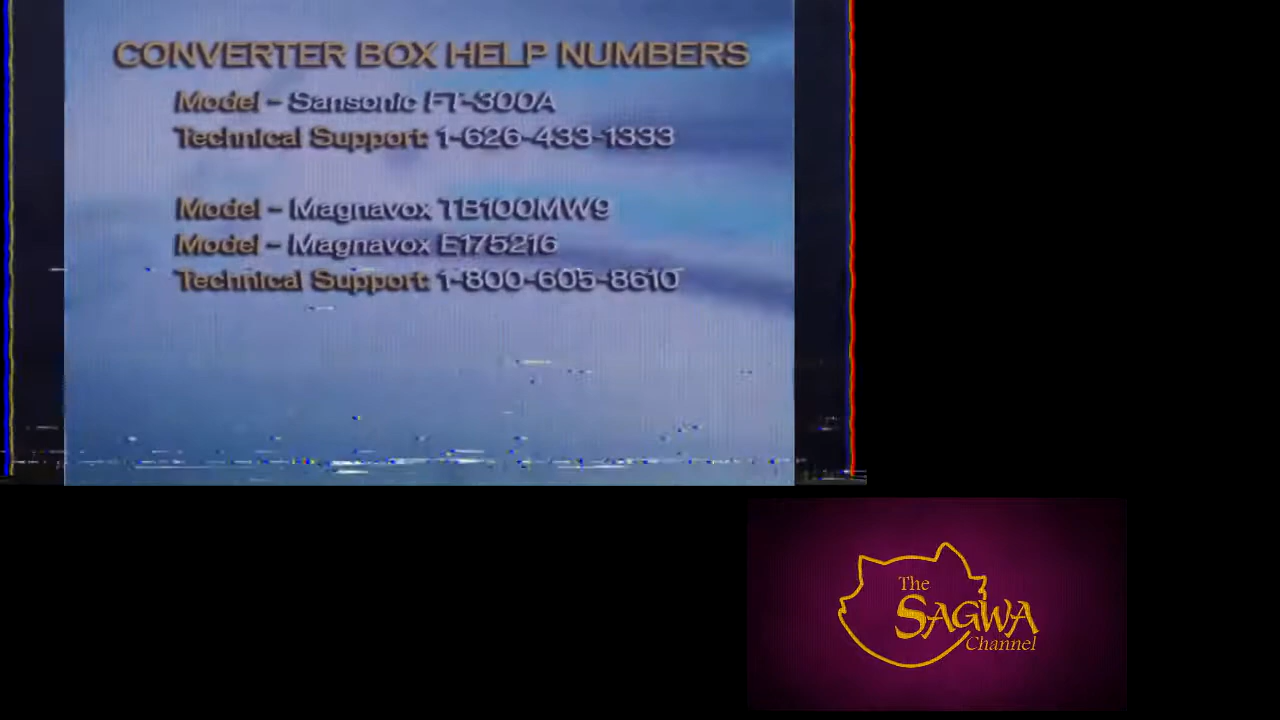 CONVERTER BOX HELP NUMBERS
Model - Sansonic FT-300A
Technical Support: 1-626-433-1333
Model - Magnavox TB100MW9
Model - Magnavox E175216
Technical Support: 1-800-605-8610
The
SAGWA
Channel